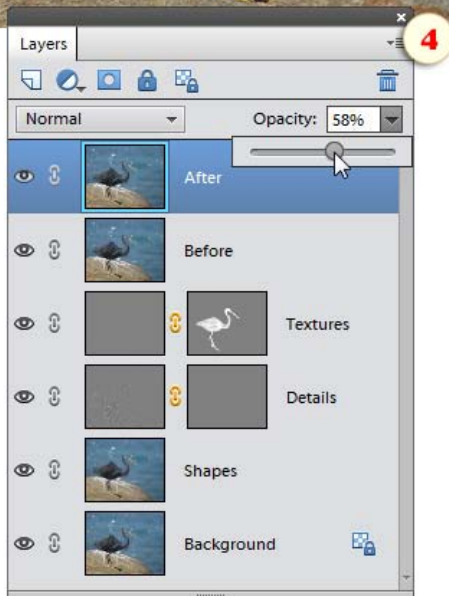 4
Layers
Normal Opacity: 58%
After
Before
Textures
Details
Shapes
Background